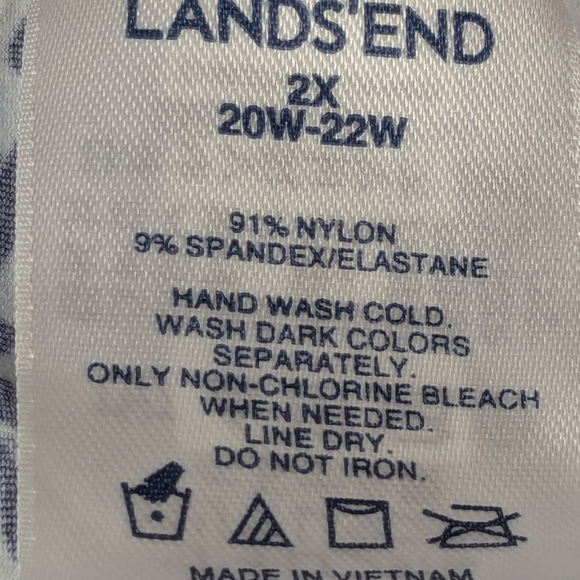 LANDS'END
2X
20W-22W
91% NYLON
9% SPANDEX/ELASTANE
HAND WASH COLD.
WASH DARK COLORS
SEPARATELY.
ONLY NON-CHLORINE BLEACH
WHEN NEEDED.
LINE DRY.
DO NOT IRON.
MADE IN VIETNAM